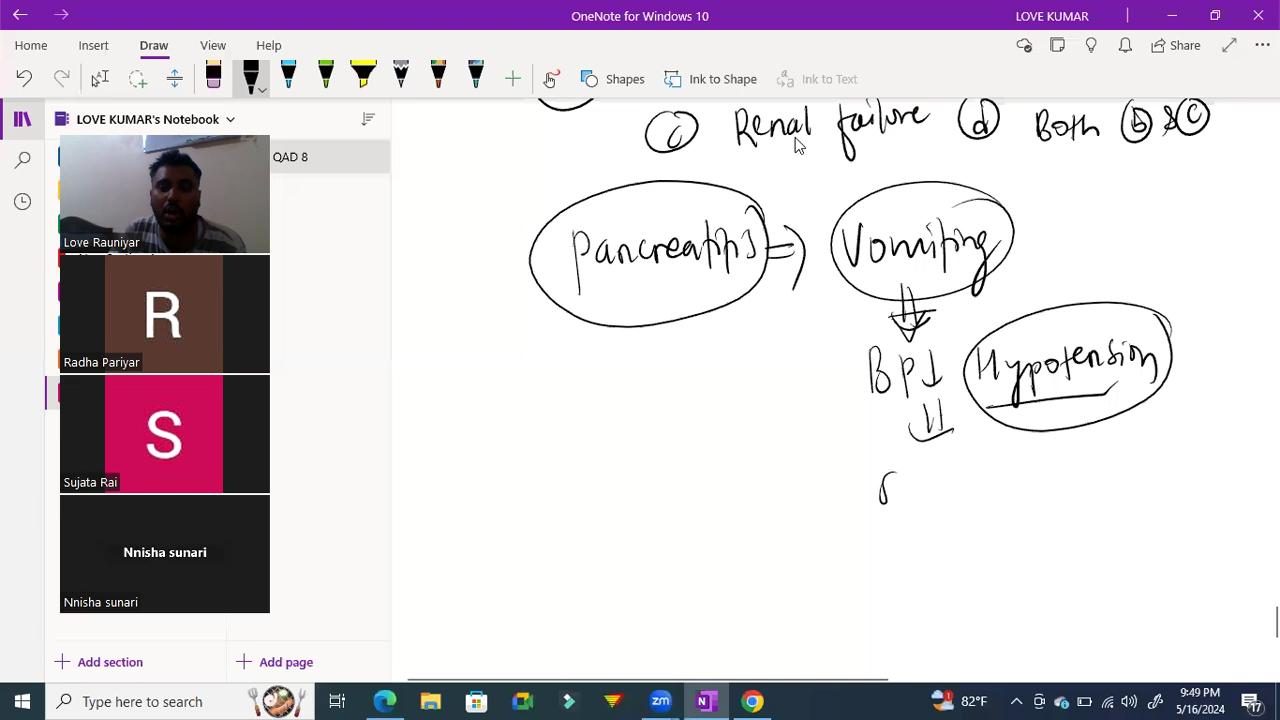 OneNote for Windows 10
LOVE KUMAR
Home Insert Draw View Help
Share
Shapes Ink to Shape Ink to Text
LOVE KUMAR's Notebook
QAD 8
Love Rauniyar
R
Radha Pariyar
S
Sujata Rai
Nnisha sunari
Nnisha sunari
Add section Add page
c Renal failure d Both b & c
Pancreatitis ⇒ Vomiting
BP↓ Hypotension
Type here to search
zm
N
82°F
9:49 PM
5/16/2024
17